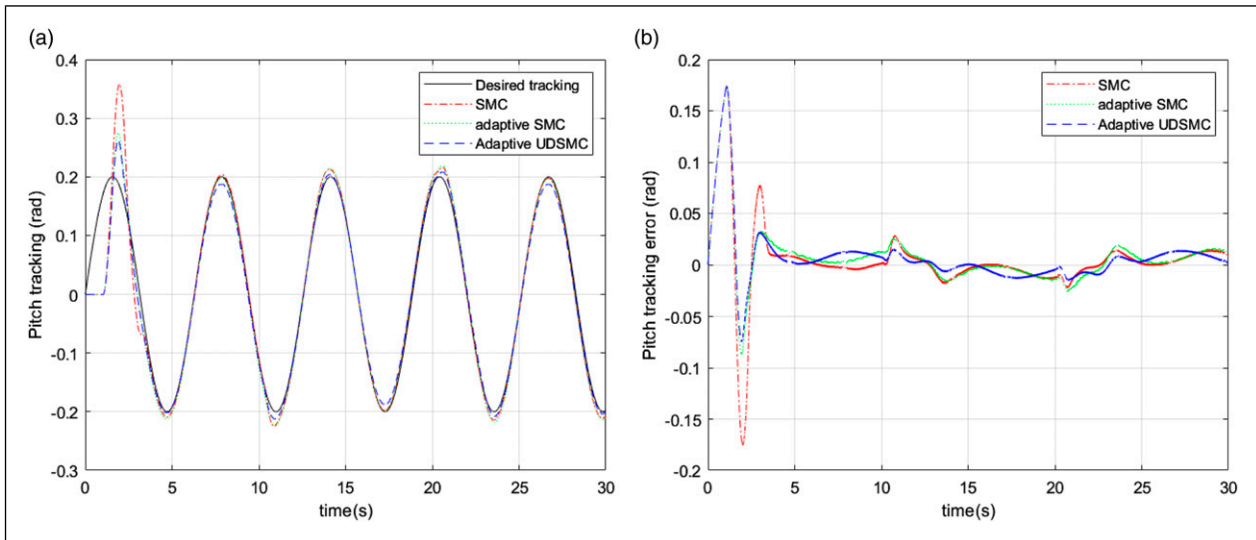 (a)
0.4
0.3
0.2
0.1
0
-0.1
-0.2
-0.3
Pitch tracking (rad)
0
5
10
15
20
25
30
time(s)
Desired tracking
SMC
adaptive SMC
Adaptive UDSMC
(b)
0.2
0.15
0.1
0.05
0
-0.05
-0.1
-0.15
-0.2
Pitch tracking error (rad)
0
5
10
15
20
25
30
time(s)
SMC
adaptive SMC
Adaptive UDSMC